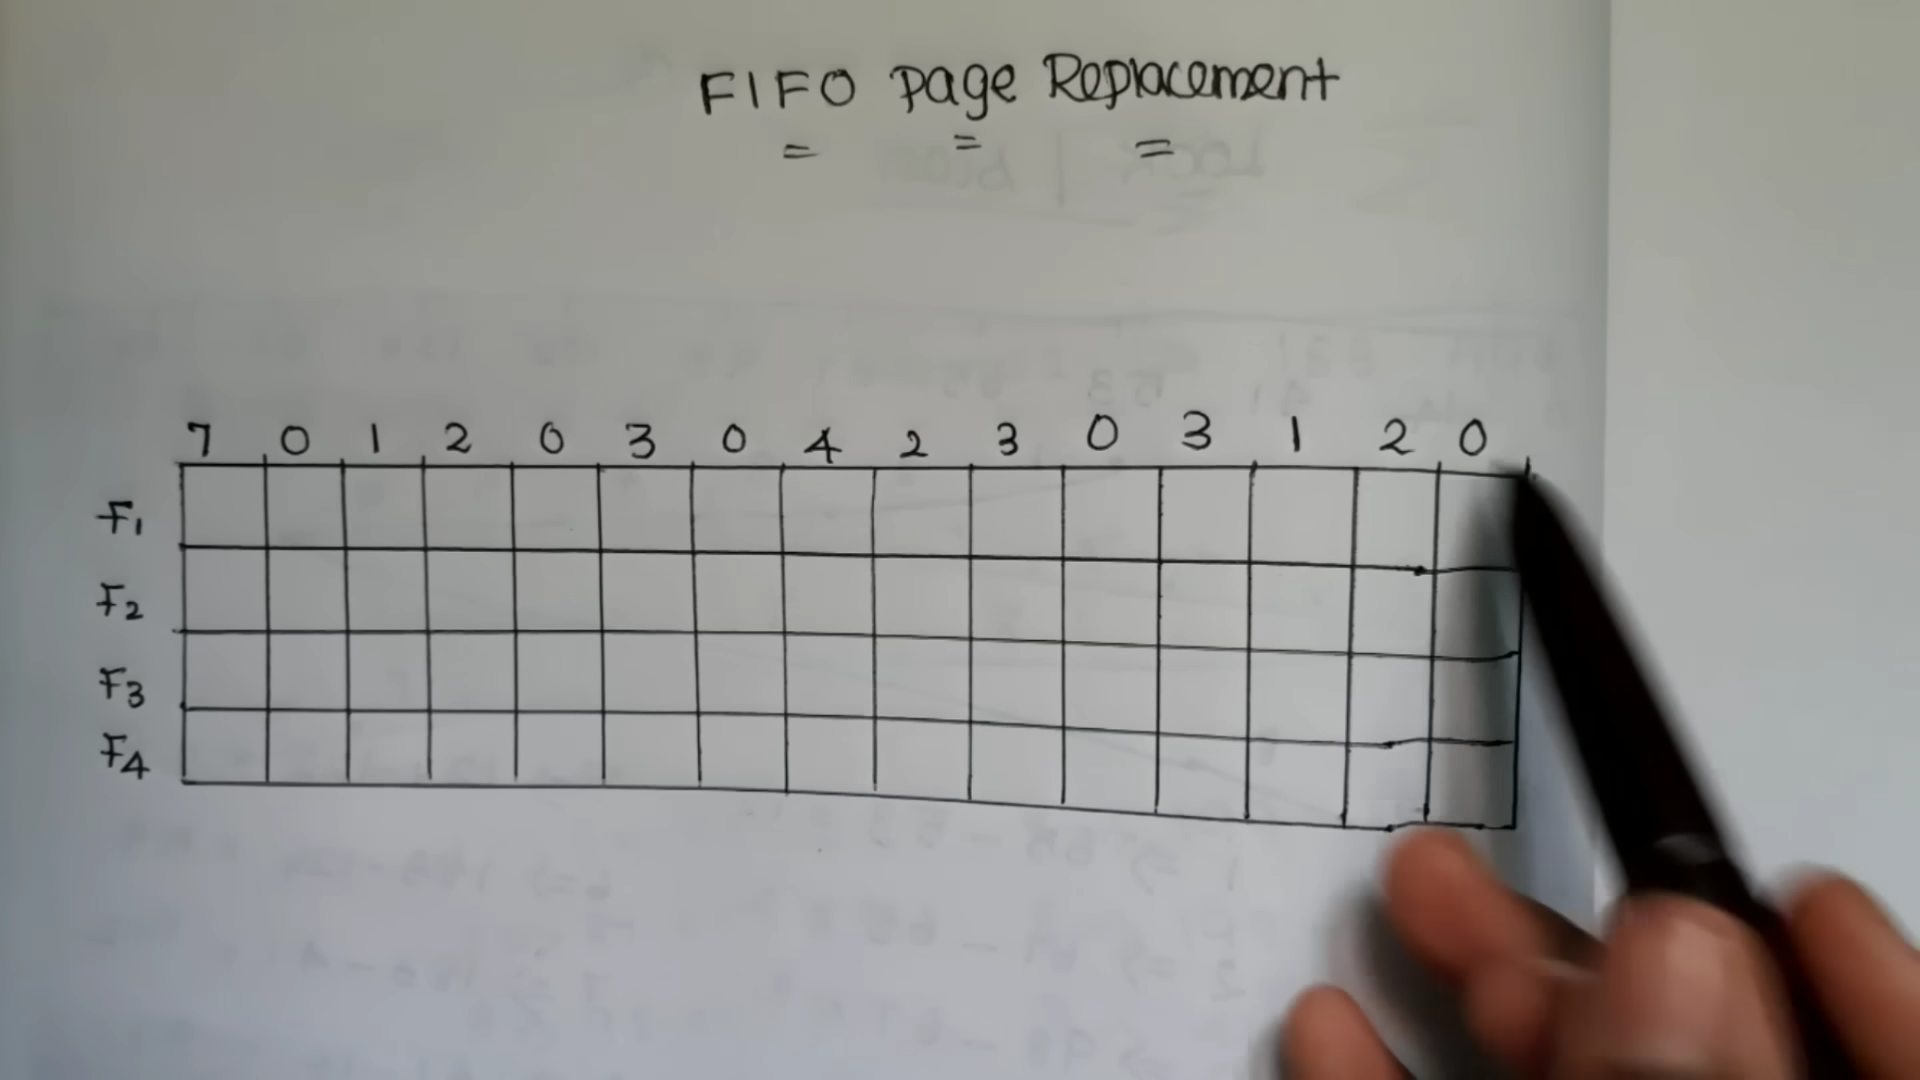 FIFO Page Replacement
7 0 1 2 0 3 0 4 2 3 0 3 1 2 0
F1
F2
F3
F4